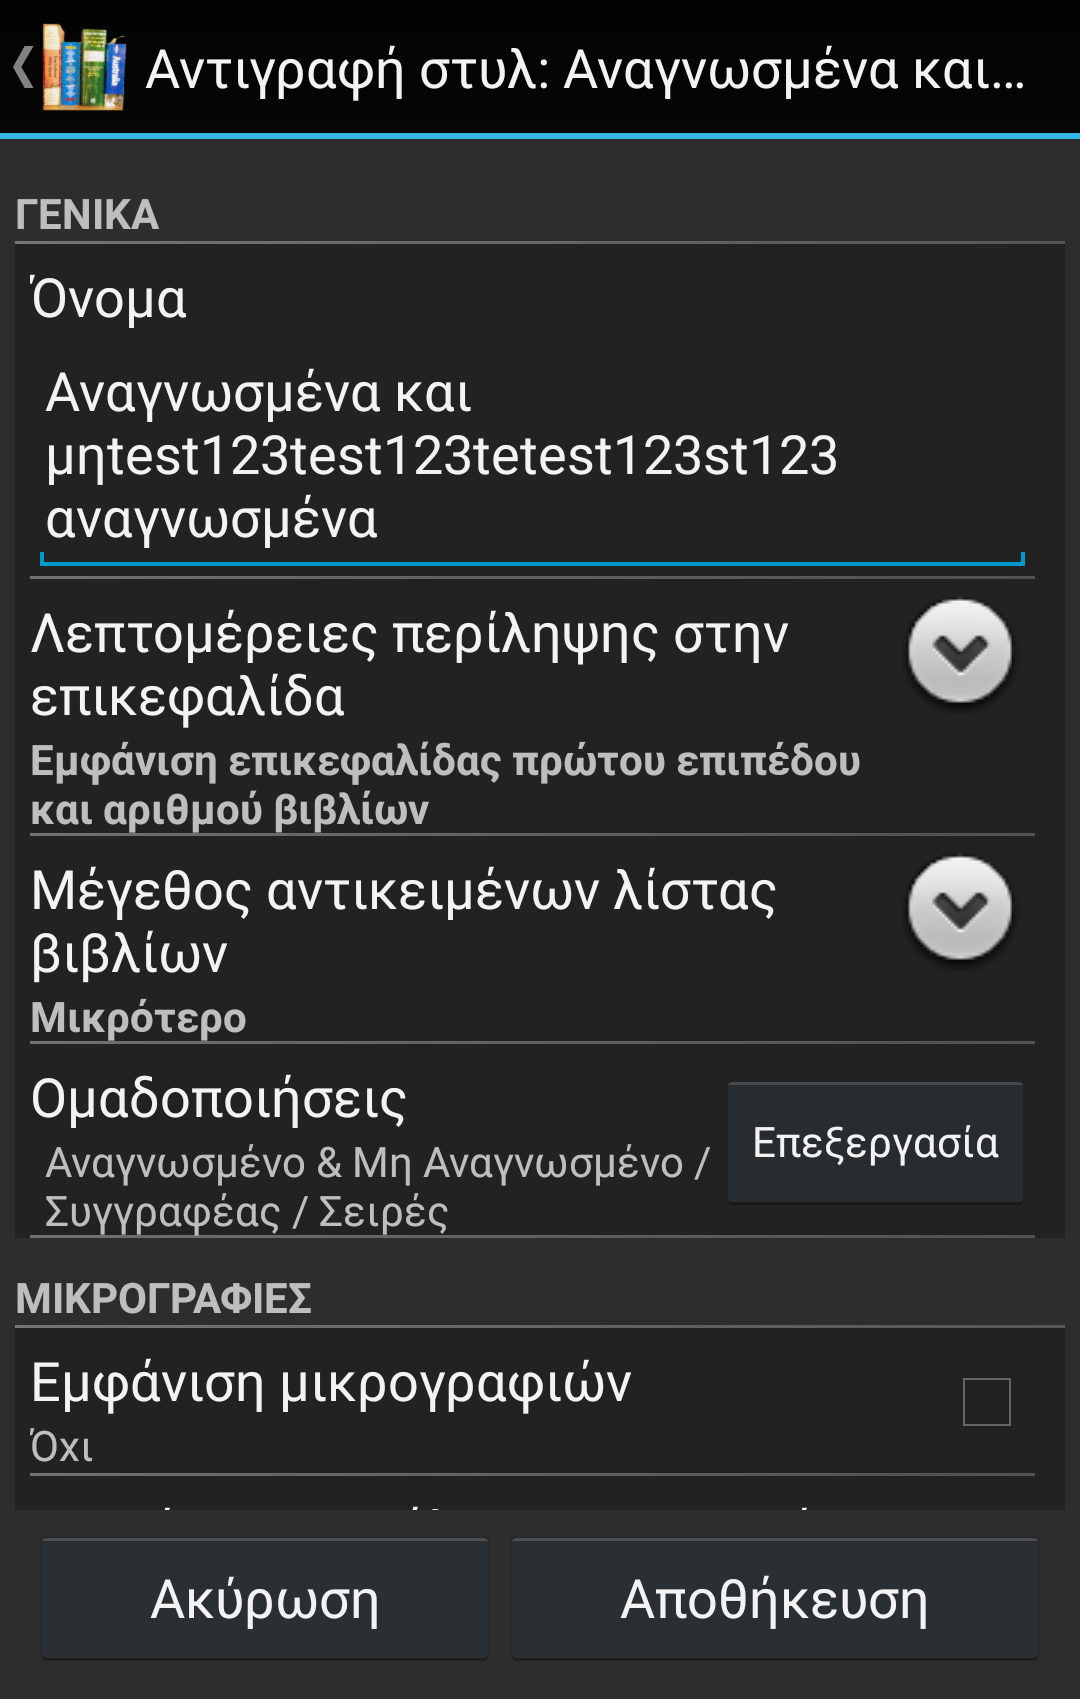 Αντιγραφή στυλ: Αναγνωσμένα και…
ΓΕΝΙΚΑ
Όνομα
Αναγνωσμένα και
μηtest123test123tetest123st123
αναγνωσμένα
Λεπτομέρειες περίληψης στην
επικεφαλίδα
Εμφάνιση επικεφαλίδας πρώτου επιπέδου
και αριθμού βιβλίων
Μέγεθος αντικειμένων λίστας
βιβλίων
Μικρότερο
Ομαδοποιήσεις
Αναγνωσμένο & Μη Αναγνωσμένο /
Συγγραφέας / Σειρές
Επεξεργασία
ΜΙΚΡΟΓΡΑΦΙΕΣ
Εμφάνιση μικρογραφιών
Όχι
Ακύρωση
Αποθήκευση